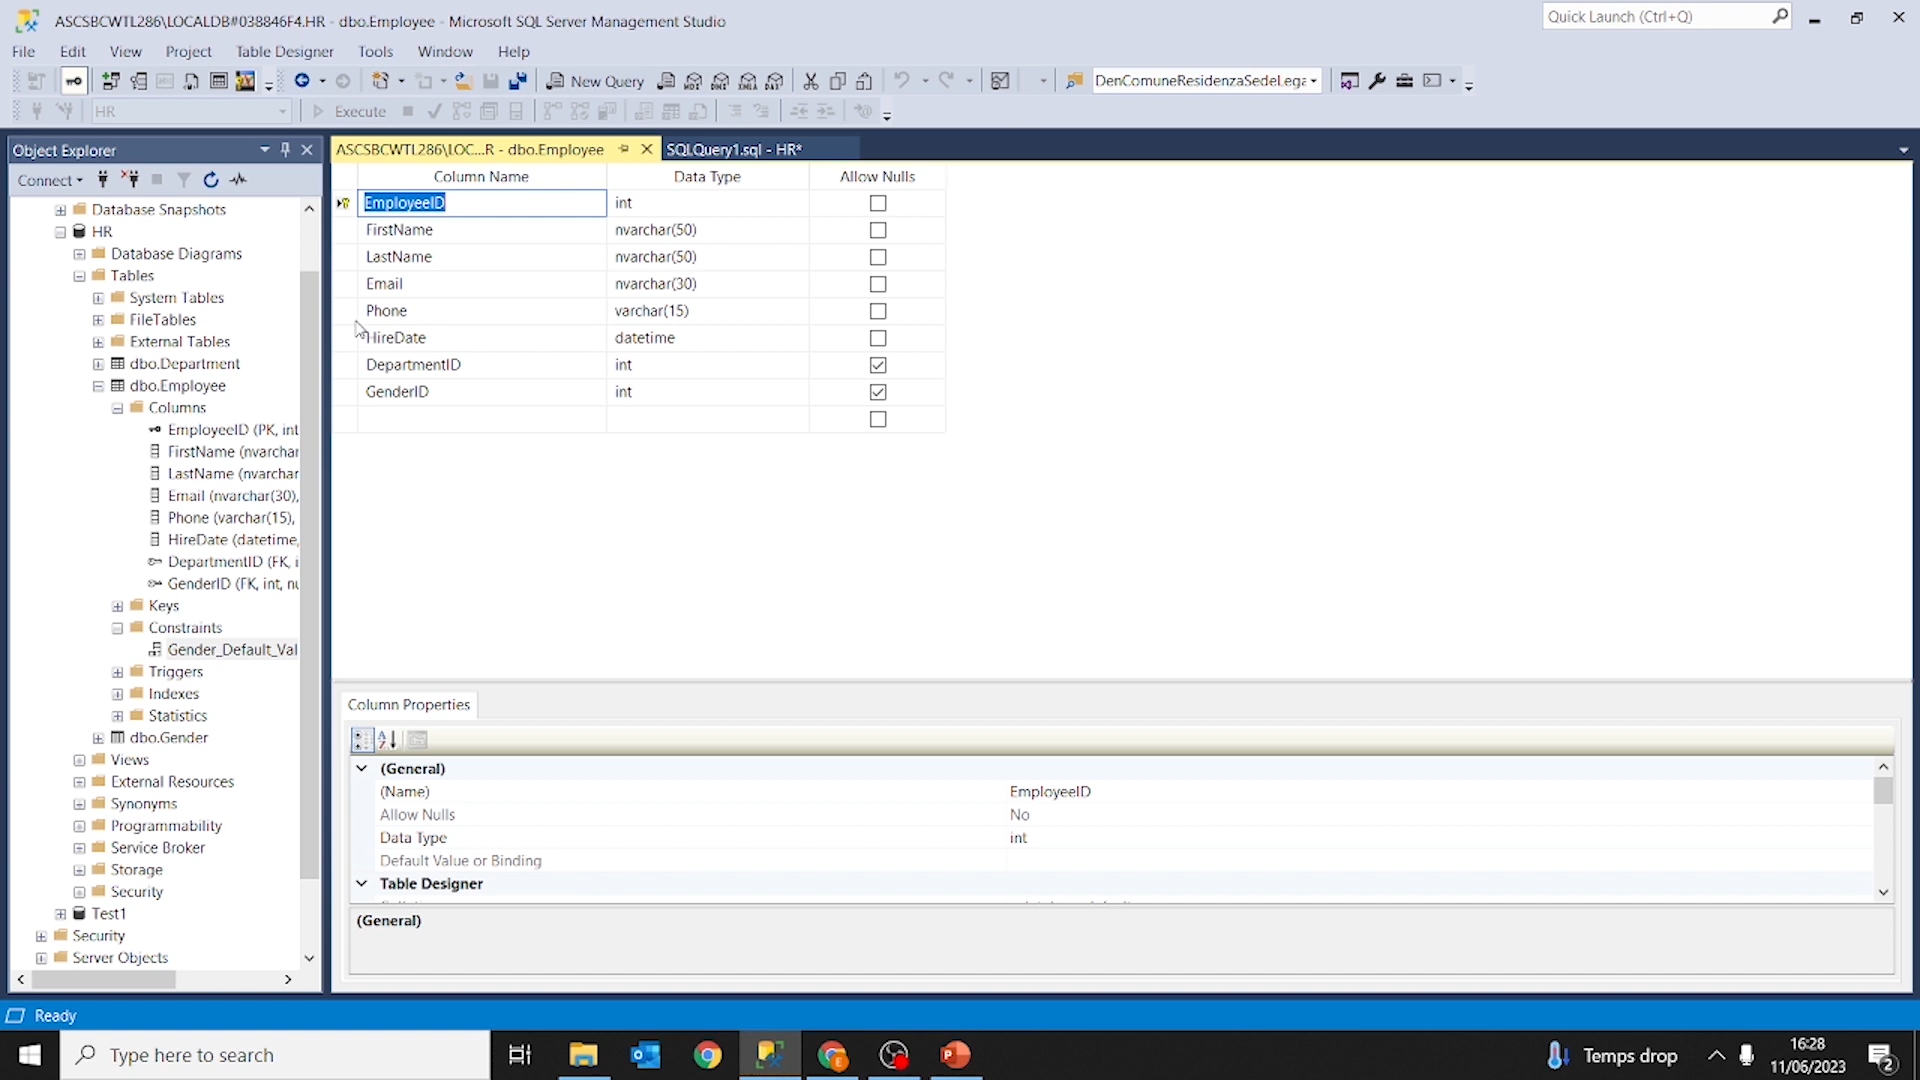 ASCSBCWTL286\LOCALDB#038846F4.HR - dbo.Employee - Microsoft SQL Server Management Studio
Quick Launch (Ctrl+Q)
File Edit View Project Table Designer Tools Window Help
New Query
DenComuneResidenzaSedeLega
HR
Execute
Object Explorer
Connect
Database Snapshots
HR
Database Diagrams
Tables
System Tables
FileTables
External Tables
dbo.Department
dbo.Employee
Columns
EmployeeID (PK, int
FirstName (nvarchar
LastName (nvarchar
Email (nvarchar(30),
Phone (varchar(15),
HireDate (datetime,
DepartmentID (FK, i
GenderID (FK, int, nu
Keys
Constraints
Gender_Default_Val
Triggers
Indexes
Statistics
dbo.Gender
Views
External Resources
Synonyms
Programmability
Service Broker
Storage
Security
Test1
Security
Server Objects
ASCSBCWTL286\LOC...R - dbo.Employee
SQLQuery1.sql - HR*
Column Name Data Type Allow Nulls
EmployeeID int
FirstName nvarchar(50)
LastName nvarchar(50)
Email nvarchar(30)
Phone varchar(15)
HireDate datetime
DepartmentID int
GenderID int
Column Properties
(General)
(Name) EmployeeID
Allow Nulls No
Data Type int
Default Value or Binding
Table Designer
(General)
Ready
Type here to search
Temps drop
16:28
11/06/2023
2